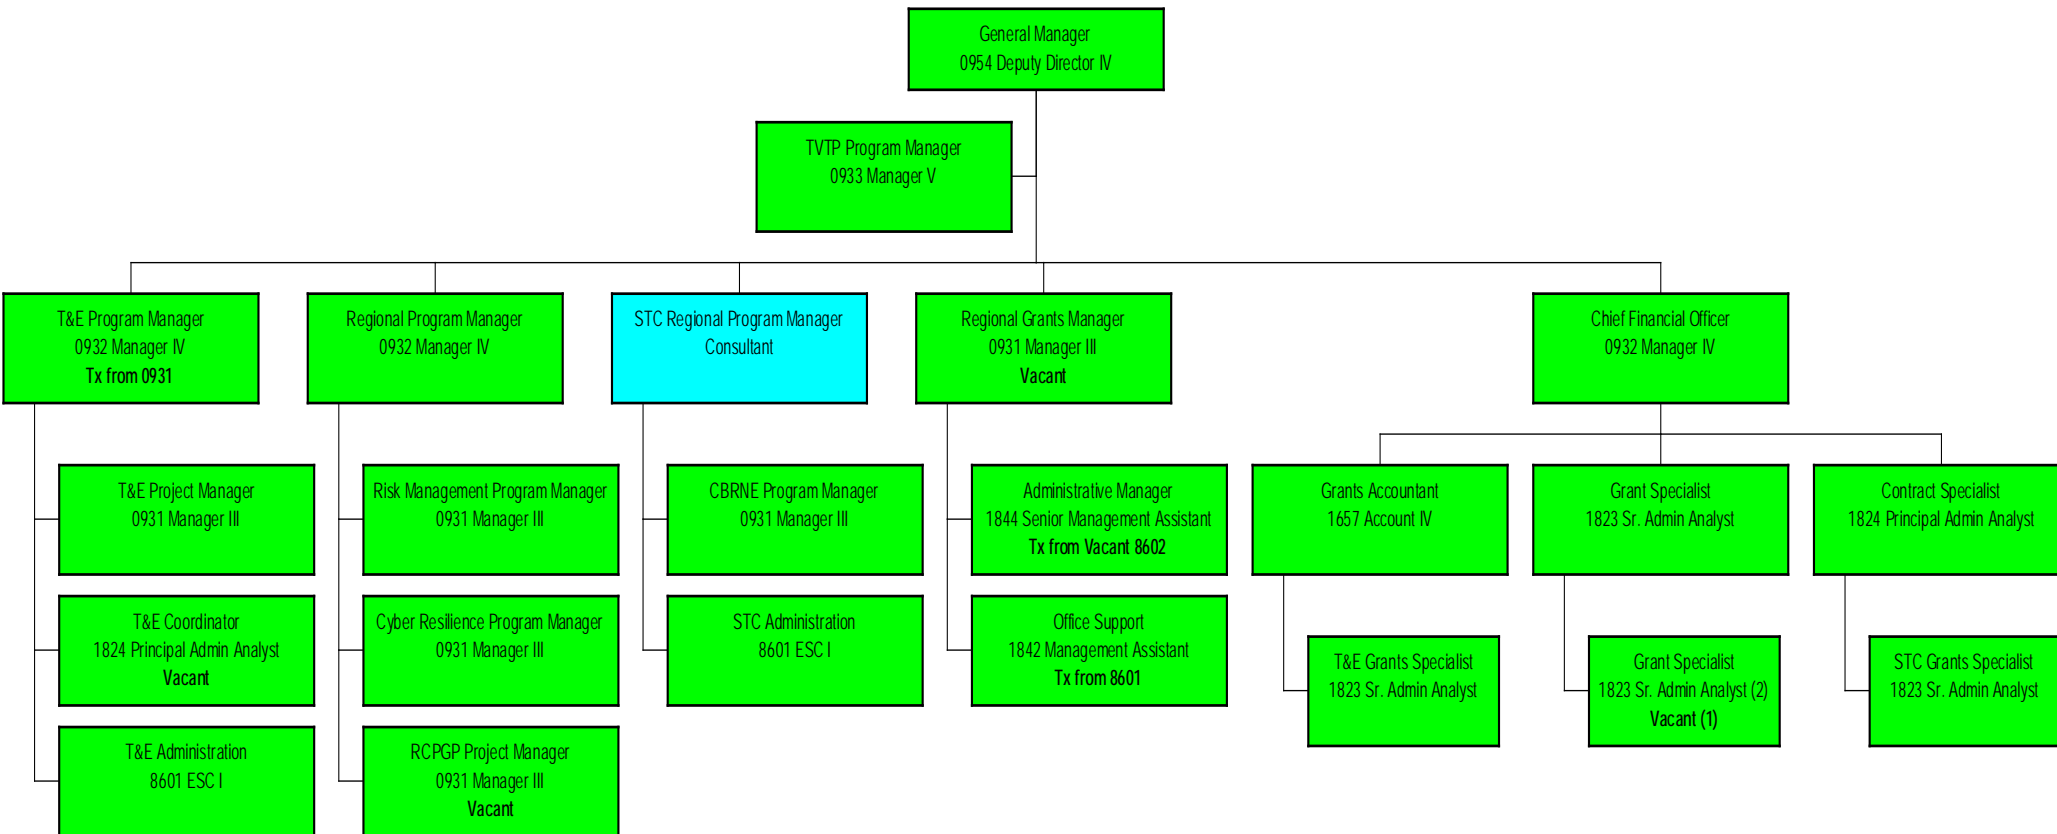 General Manager
0954 Deputy Director IV
TVTP Program Manager
0933 Manager V
T&E Program Manager
0932 Manager IV
Tx from 0931
Regional Program Manager
0932 Manager IV
STC Regional Program Manager
Consultant
Regional Grants Manager
0931 Manager III
Vacant
Chief Financial Officer
0932 Manager IV
T&E Project Manager
0931 Manager III
Risk Management Program Manager
0931 Manager III
CBRNE Program Manager
0931 Manager III
Administrative Manager
1844 Senior Management Assistant
Tx from Vacant 8602
Grants Accountant
1657 Account IV
Grant Specialist
1823 Sr. Admin Analyst
Contract Specialist
1824 Principal Admin Analyst
T&E Coordinator
1824 Principal Admin Analyst
Vacant
Cyber Resilience Program Manager
0931 Manager III
STC Administration
8601 ESC I
Office Support
1842 Management Assistant
Tx from 8601
T&E Grants Specialist
1823 Sr. Admin Analyst
Grant Specialist
1823 Sr. Admin Analyst (2)
Vacant (1)
STC Grants Specialist
1823 Sr. Admin Analyst
T&E Administration
8601 ESC I
RCPGP Project Manager
0931 Manager III
Vacant